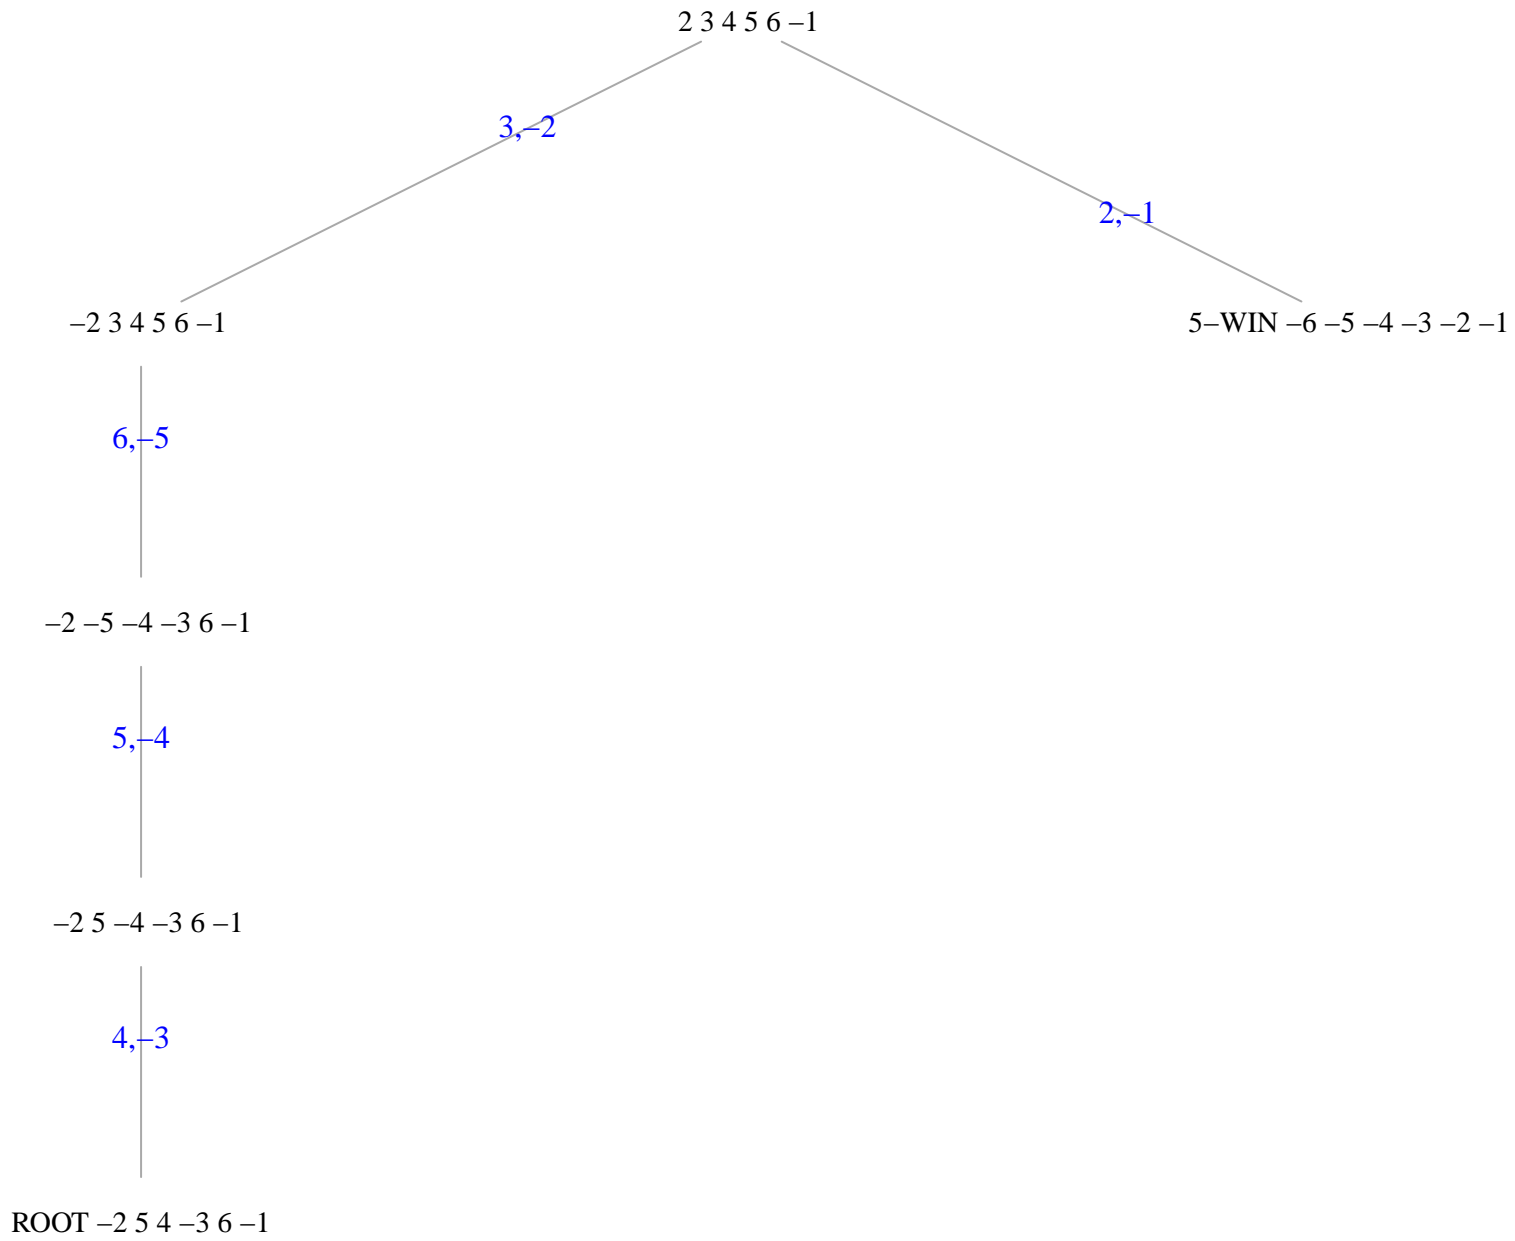 2 3 4 5 6 –1
3,–2
2,–1
–2 3 4 5 6 –1
5–WIN –6 –5 –4 –3 –2 –1
6,–5
–2 –5 –4 –3 6 –1
5,–4
–2 5 –4 –3 6 –1
4,–3
ROOT –2 5 4 –3 6 –1